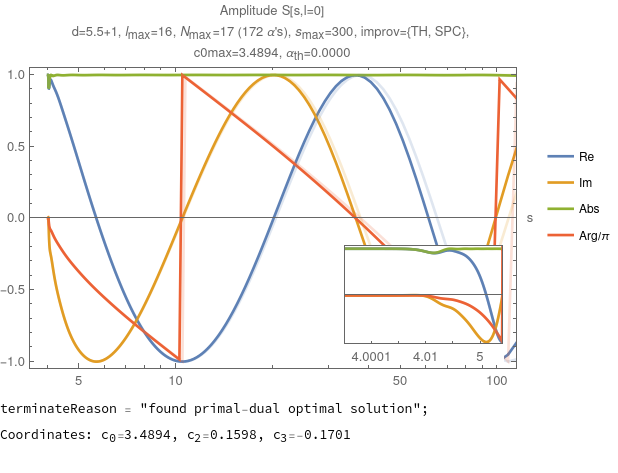 Amplitude S[s,l=0]
d=5.5+1, lmax=16, Nmax=17 (172 α's), smax=300, improv={TH, SPC},
c0max=3.4894, αth=0.0000
1.0
0.5
0.0
−0.5
−1.0
s
Re
Im
Abs
Arg/π
4.0001 4.01 5
5 10 50 100
terminateReason = "found primal-dual optimal solution";
Coordinates: c0=3.4894, c2=0.1598, c3=-0.1701